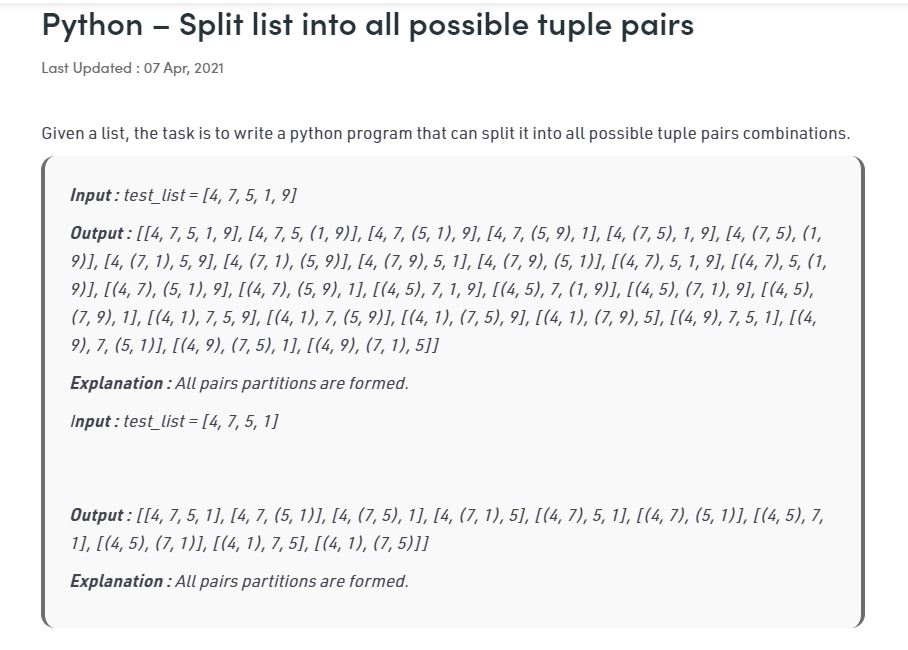 Python – Split list into all possible tuple pairs
Last Updated : 07 Apr, 2021
Given a list, the task is to write a python program that can split it into all possible tuple pairs combinations.
Input : test_list = [4, 7, 5, 1, 9]
Output : [[4, 7, 5, 1, 9], [4, 7, 5, (1, 9)], [4, 7, (5, 1), 9], [4, 7, (5, 9), 1], [4, (7, 5), 1, 9], [4, (7, 5), (1,
9)], [4, (7, 1), 5, 9], [4, (7, 1), (5, 9)], [4, (7, 9), 5, 1], [4, (7, 9), (5, 1)], [(4, 7), 5, 1, 9], [(4, 7), 5, (1,
9)], [(4, 7), (5, 1), 9], [(4, 7), (5, 9), 1], [(4, 5), 7, 1, 9], [(4, 5), 7, (1, 9)], [(4, 5), (7, 1), 9], [(4, 5),
(7, 9), 1], [(4, 1), 7, 5, 9], [(4, 1), 7, (5, 9)], [(4, 1), (7, 5), 9], [(4, 1), (7, 9), 5], [(4, 9), 7, 5, 1], [(4,
9), 7, (5, 1)], [(4, 9), (7, 5), 1], [(4, 9), (7, 1), 5]]
Explanation : All pairs partitions are formed.
Input : test_list = [4, 7, 5, 1]
Output : [[4, 7, 5, 1], [4, 7, (5, 1)], [4, (7, 5), 1], [4, (7, 1), 5], [(4, 7), 5, 1], [(4, 7), (5, 1)], [(4, 5), 7,
1], [(4, 5), (7, 1)], [(4, 1), 7, 5], [(4, 1), (7, 5)]]
Explanation : All pairs partitions are formed.